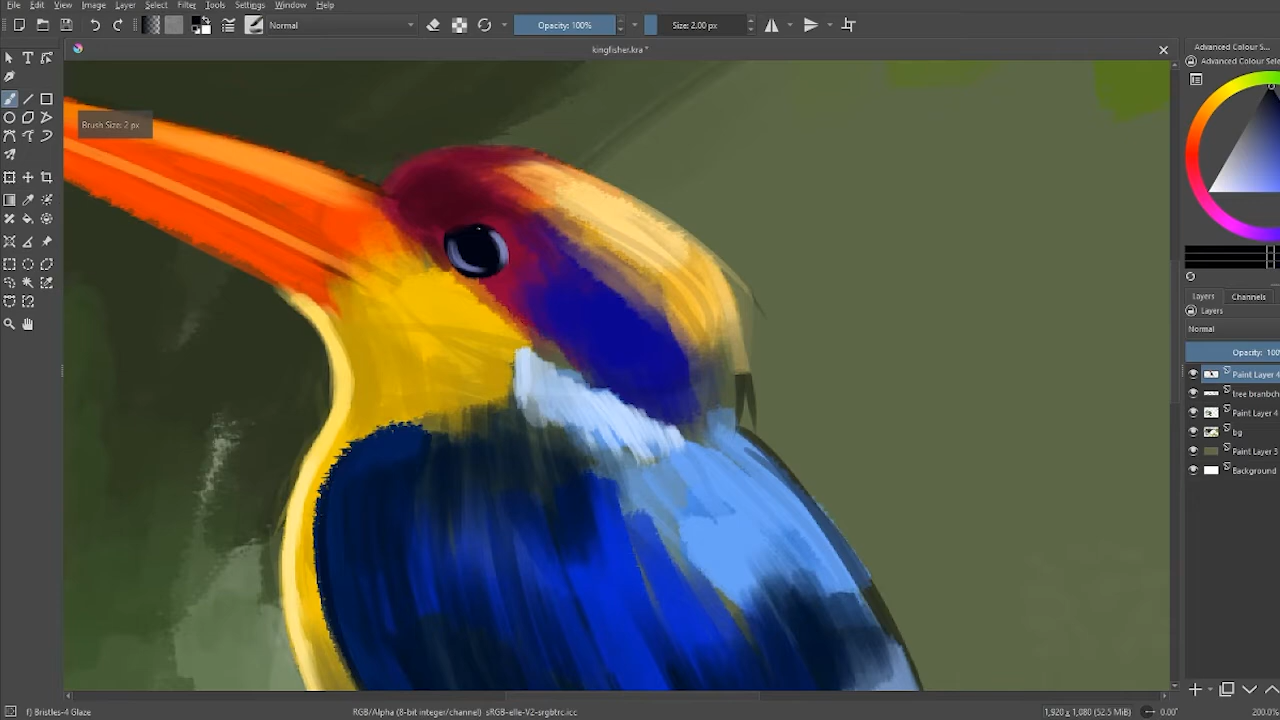 File Edit View Image Layer Select Filter Tools Settings Window Help
Normal
Opacity: 100%
Size: 2.00 px
kingfisher.kra *
Advanced Colour S...
Advanced Colour Sele
Brush Size: 2 px
Layers Channels
Layers
Normal
Opacity: 100
Paint Layer 4
tree branbch
Paint Layer 4
bg
Paint Layer 3
Background
f) Bristles-4 Glaze
RGB/Alpha (8-bit integer/channel) sRGB-elle-V2-srgbtrc.icc
1,920 x 1,080 (52.5 MiB)
0.00°
200.0%